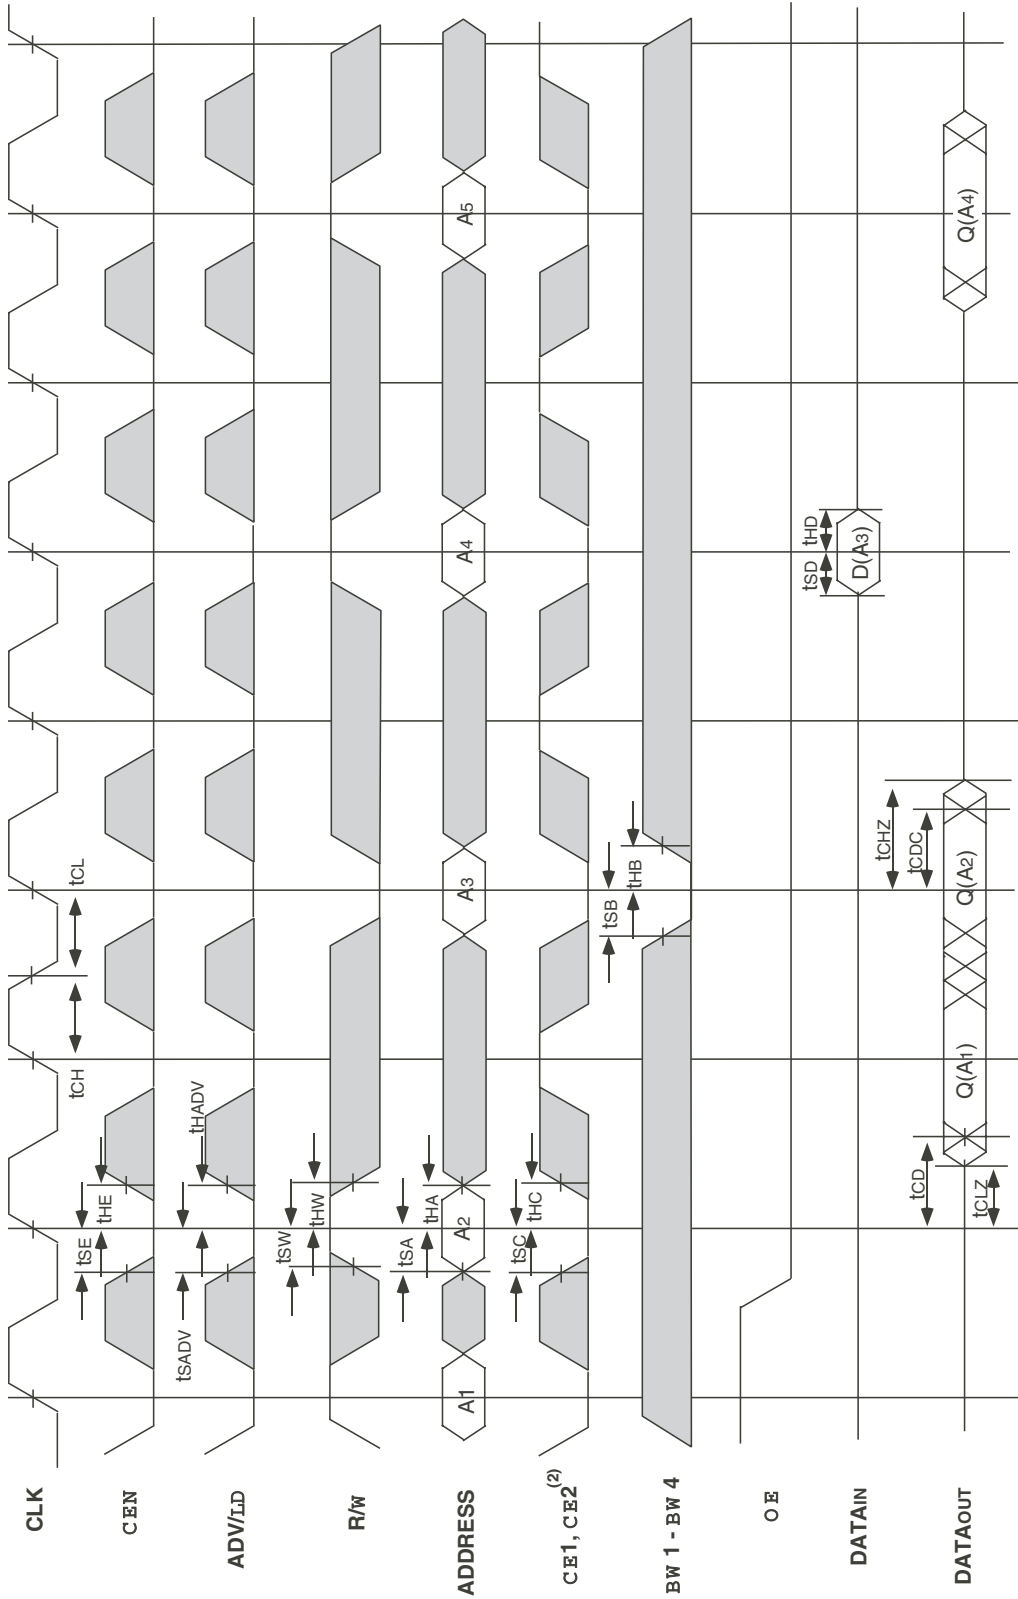 CLK
tCH
tCL
CEN
tSE
tHE
ADV/LD
tSADV
tHADV
R/W
tSW
tHW
ADDRESS
A1
A2
A3
A4
A5
tSA
tHA
CE1, CE2(2)
tSC
tHC
BW1 - BW4
tSB
tHB
OE
DATAIN
D(A3)
tSD
tHD
DATAOUT
tCD
tCLZ
Q(A1)
Q(A2)
tCHZ
tCDC
Q(A4)